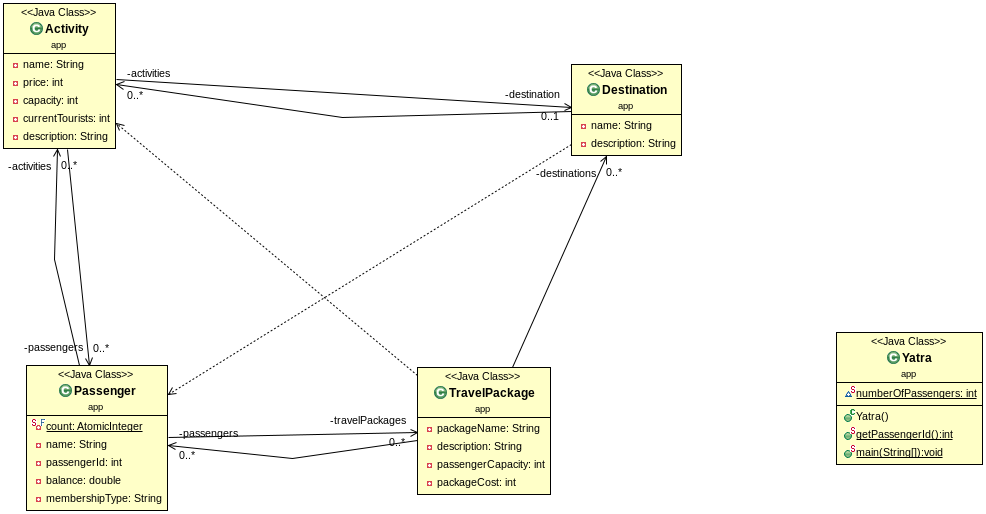 <<Java Class>>
Activity
app
name: String
price: int
capacity: int
currentTourists: int
description: String
-activities
0..*
-destination
0..1
<<Java Class>>
Destination
app
name: String
description: String
-activities
0..*
-destinations
0..*
-passengers
0..*
<<Java Class>>
Passenger
app
S F
count: AtomicInteger
name: String
passengerId: int
balance: double
membershipType: String
-passengers
0..*
-travelPackages
0..*
<<Java Class>>
TravelPackage
app
packageName: String
description: String
passengerCapacity: int
packageCost: int
<<Java Class>>
Yatra
app
S
numberOfPassengers: int
C
Yatra()
S
getPassengerId():int
S
main(String[]):void